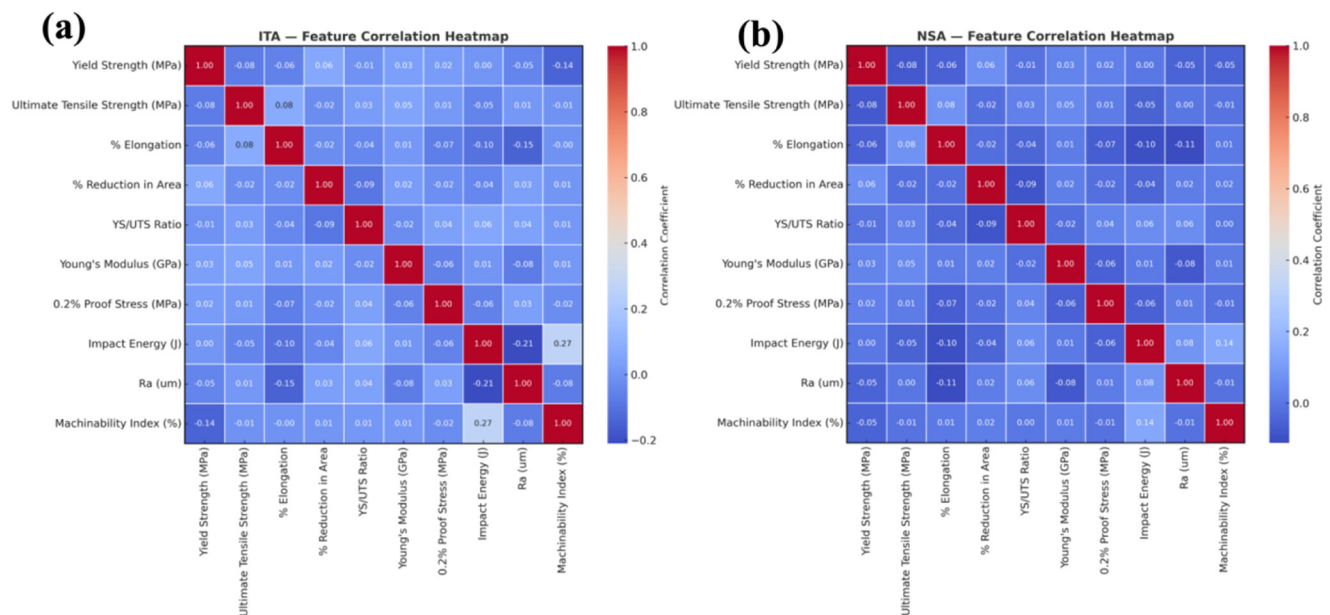 (a)
ITA — Feature Correlation Heatmap
Yield Strength (MPa) 1.00 -0.08 -0.06 0.06 -0.01 0.03 0.02 0.00 -0.05 -0.14
Ultimate Tensile Strength (MPa) -0.08 1.00 0.08 -0.02 0.03 0.05 0.01 -0.05 0.01 -0.01
% Elongation -0.06 0.08 1.00 -0.02 -0.04 0.01 -0.07 -0.10 -0.15 -0.00
% Reduction in Area 0.06 -0.02 -0.02 1.00 -0.09 0.02 -0.02 -0.04 0.03 0.01
YS/UTS Ratio -0.01 0.03 -0.04 -0.09 1.00 -0.02 0.04 0.06 0.04 0.01
Young's Modulus (GPa) 0.03 0.05 0.01 0.02 -0.02 1.00 -0.06 0.01 -0.08 0.01
0.2% Proof Stress (MPa) 0.02 0.01 -0.07 -0.02 0.04 -0.06 1.00 -0.06 0.03 -0.02
Impact Energy (J) 0.00 -0.05 -0.10 -0.04 0.06 0.01 -0.06 1.00 -0.21 0.27
Ra (um) -0.05 0.01 -0.15 0.03 0.04 -0.08 0.03 -0.21 1.00 -0.08
Machinability Index (%) -0.14 -0.01 -0.00 0.01 0.01 0.01 -0.02 0.27 -0.08 1.00
Yield Strength (MPa)
Ultimate Tensile Strength (MPa)
% Elongation
% Reduction in Area
YS/UTS Ratio
Young's Modulus (GPa)
0.2% Proof Stress (MPa)
Impact Energy (J)
Ra (um)
Machinability Index (%)
1.0
0.8
0.6
0.4
0.2
0.0
−0.2
Correlation Coefficient
(b)
NSA — Feature Correlation Heatmap
Yield Strength (MPa) 1.00 -0.08 -0.06 0.06 -0.01 0.03 0.02 0.00 -0.05 -0.05
Ultimate Tensile Strength (MPa) -0.08 1.00 0.08 -0.02 0.03 0.05 0.01 -0.05 0.00 -0.01
% Elongation -0.06 0.08 1.00 -0.02 -0.04 0.01 -0.07 -0.10 -0.11 0.01
% Reduction in Area 0.06 -0.02 -0.02 1.00 -0.09 0.02 -0.02 -0.04 0.02 0.02
YS/UTS Ratio -0.01 0.03 -0.04 -0.09 1.00 -0.02 0.04 0.06 0.06 0.00
Young's Modulus (GPa) 0.03 0.05 0.01 0.02 -0.02 1.00 -0.06 0.01 -0.08 0.01
0.2% Proof Stress (MPa) 0.02 0.01 -0.07 -0.02 0.04 -0.06 1.00 -0.06 0.01 -0.01
Impact Energy (J) 0.00 -0.05 -0.10 -0.04 0.06 0.01 -0.06 1.00 0.08 0.14
Ra (um) -0.05 0.00 -0.11 0.02 0.06 -0.08 0.01 0.08 1.00 -0.01
Machinability Index (%) -0.05 -0.01 0.01 0.02 0.00 0.01 -0.01 0.14 -0.01 1.00
Yield Strength (MPa)
Ultimate Tensile Strength (MPa)
% Elongation
% Reduction in Area
YS/UTS Ratio
Young's Modulus (GPa)
0.2% Proof Stress (MPa)
Impact Energy (J)
Ra (um)
Machinability Index (%)
1.0
0.8
0.6
0.4
0.2
0.0
Correlation Coefficient